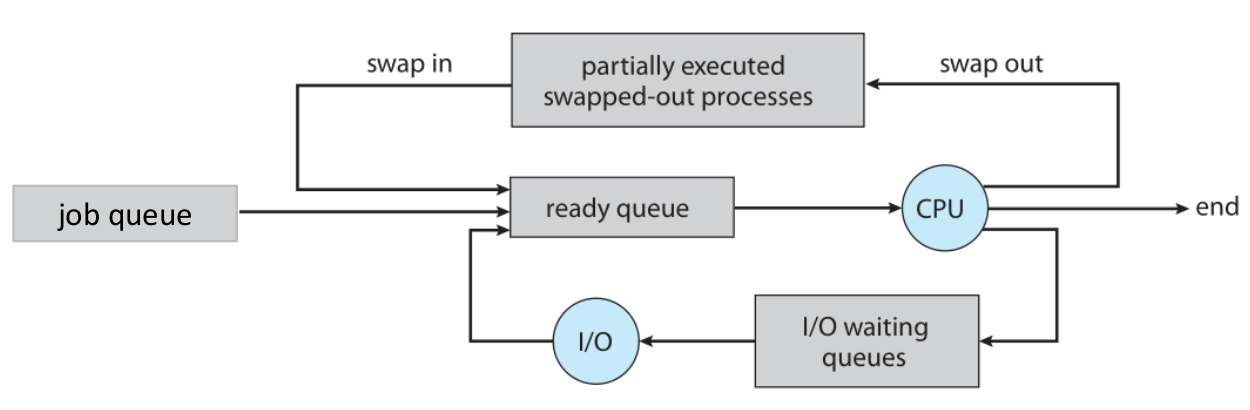 swap in
partially executed
swapped-out processes
swap out
job queue
ready queue
CPU
end
I/O
I/O waiting
queues